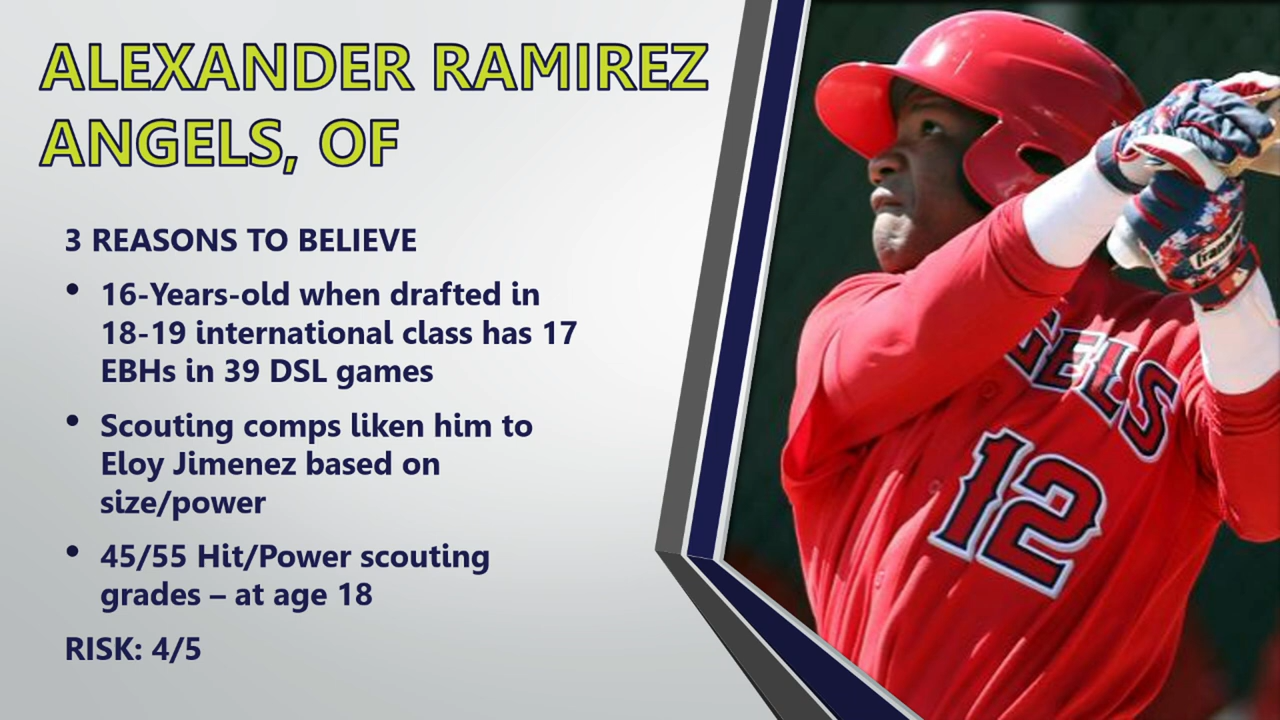 ALEXANDER RAMIREZ
ANGELS, OF
3 REASONS TO BELIEVE
• 16-Years-old when drafted in
18-19 international class has 17
EBHs in 39 DSL games
• Scouting comps liken him to
Eloy Jimenez based on
size/power
• 45/55 Hit/Power scouting
grades – at age 18
RISK: 4/5
frankl
GELS
12